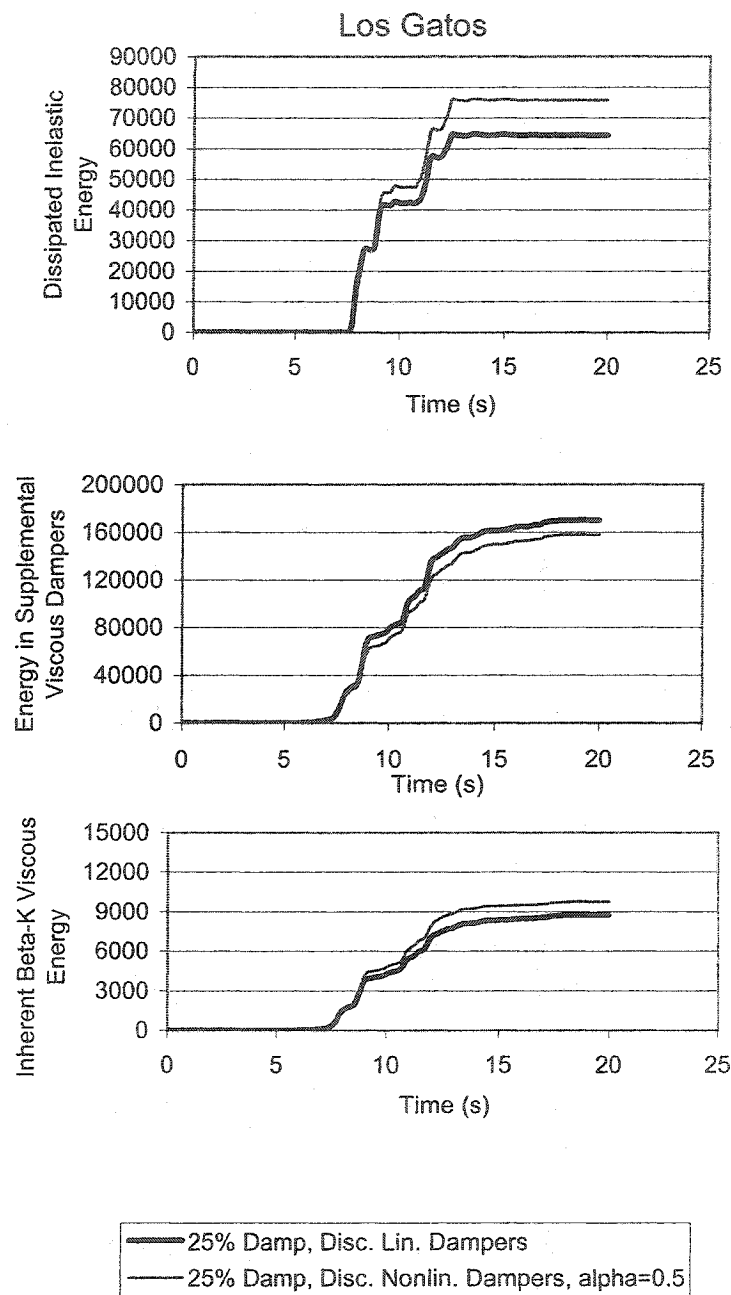 Los Gatos
Dissipated Inelastic
Energy
90000
80000
70000
60000
50000
40000
30000
20000
10000
0
0 5 10 15 20 25
Time (s)
Energy in Supplemental
Viscous Dampers
200000
160000
120000
80000
40000
0
0 5 10 15 20 25
Time (s)
Inherent Beta-K Viscous
Energy
15000
12000
9000
6000
3000
0
0 5 10 15 20 25
Time (s)
25% Damp, Disc. Lin. Dampers
25% Damp, Disc. Nonlin. Dampers, alpha=0.5